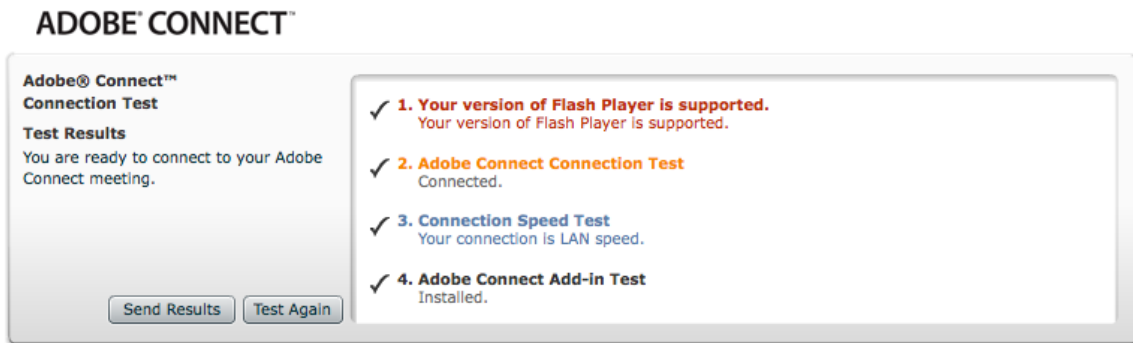 ADOBE® CONNECT™
Adobe® Connect™
Connection Test
Test Results
You are ready to connect to your Adobe
Connect meeting.
Send Results
Test Again
1. Your version of Flash Player is supported.
Your version of Flash Player is supported.
2. Adobe Connect Connection Test
Connected.
3. Connection Speed Test
Your connection is LAN speed.
4. Adobe Connect Add-in Test
Installed.